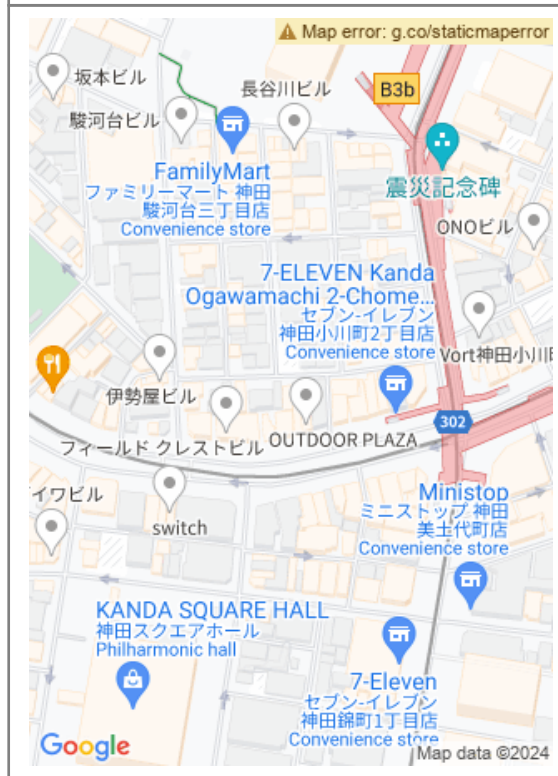 Map error: g.co/staticmaperror
坂本ビル
長谷川ビル
B3b
駿河台ビル
FamilyMart
ファミリーマート 神田
駿河台三丁目店
Convenience store
震災記念碑
ONOビル
7-ELEVEN Kanda
Ogawamachi 2-Chome...
セブン-イレブン
神田小川町2丁目店
Convenience store
Vort神田小川町
伊勢屋ビル
フィールド クレストビル
OUTDOOR PLAZA
302
イワビル
switch
Ministop
ミニストップ 神田
美土代町店
Convenience store
KANDA SQUARE HALL
神田スクエアホール
Philharmonic hall
7-Eleven
セブン-イレブン
神田錦町1丁目店
Convenience store
Google
Map data ©2024